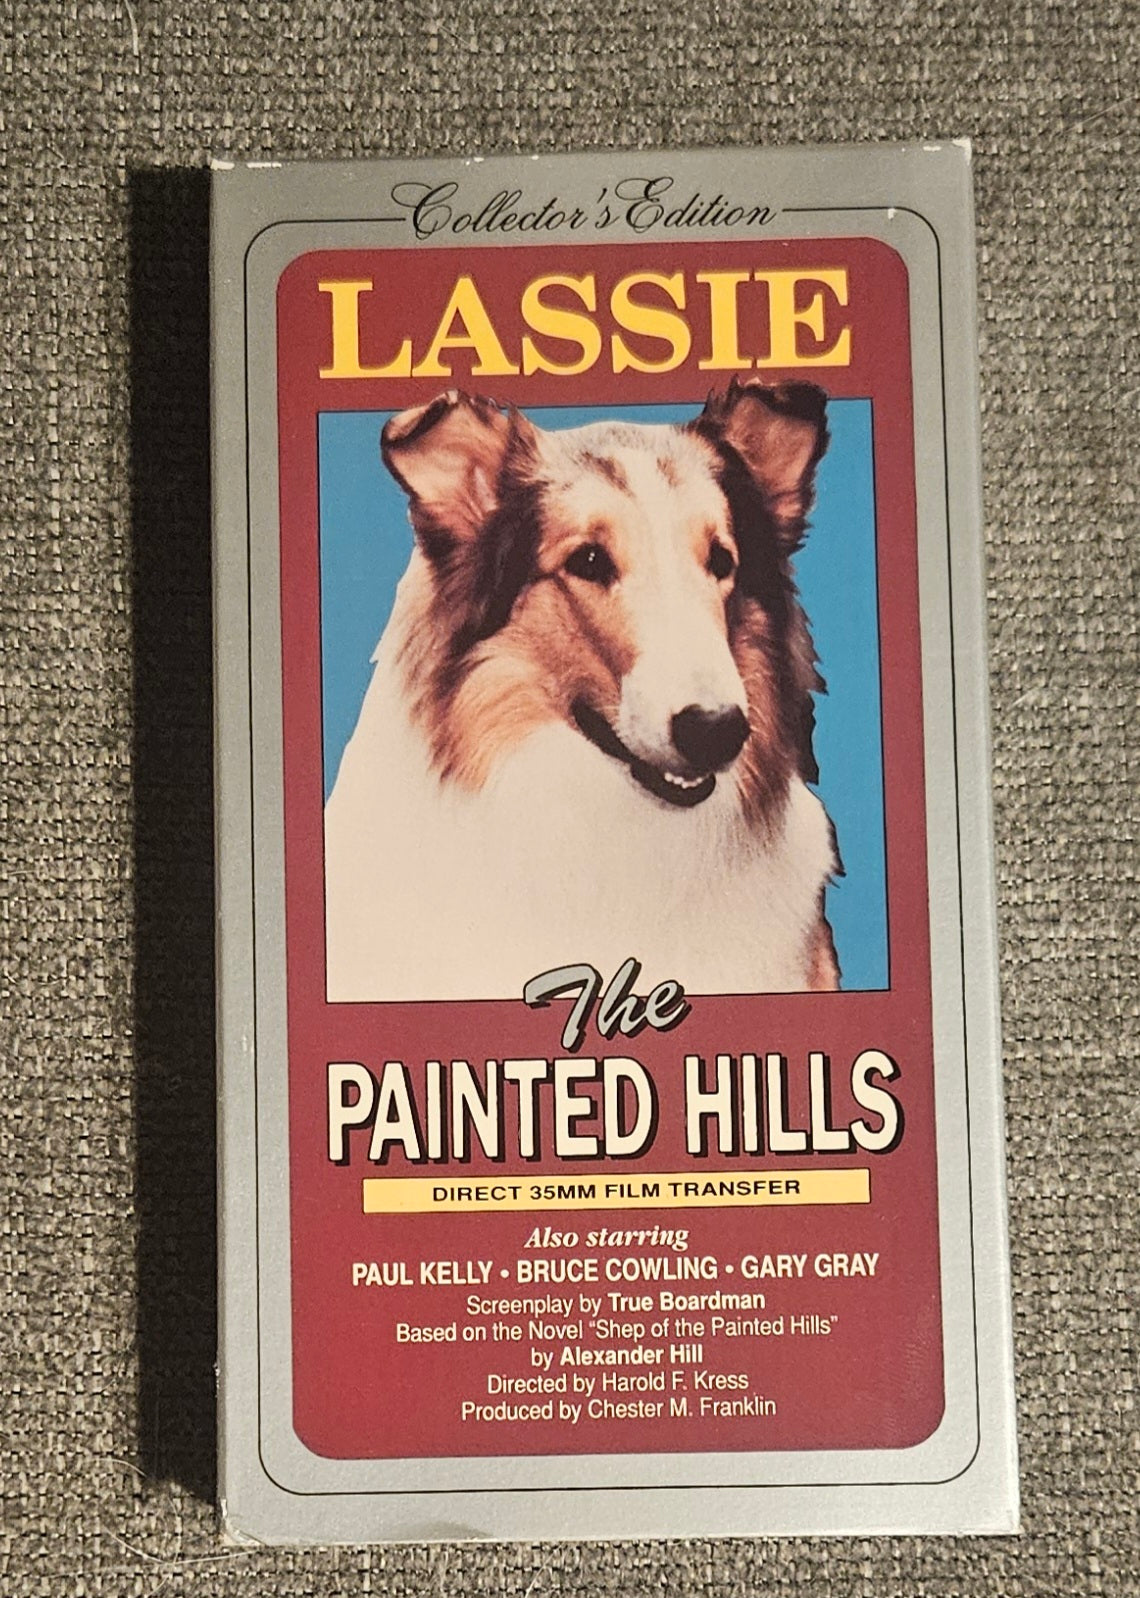 Collector's Edition
LASSIE
The
PAINTED HILLS
DIRECT 35MM FILM TRANSFER
Also starring
PAUL KELLY • BRUCE COWLING • GARY GRAY
Screenplay by True Boardman
Based on the Novel "Shep of the Painted Hills"
by Alexander Hill
Directed by Harold F. Kress
Produced by Chester M. Franklin